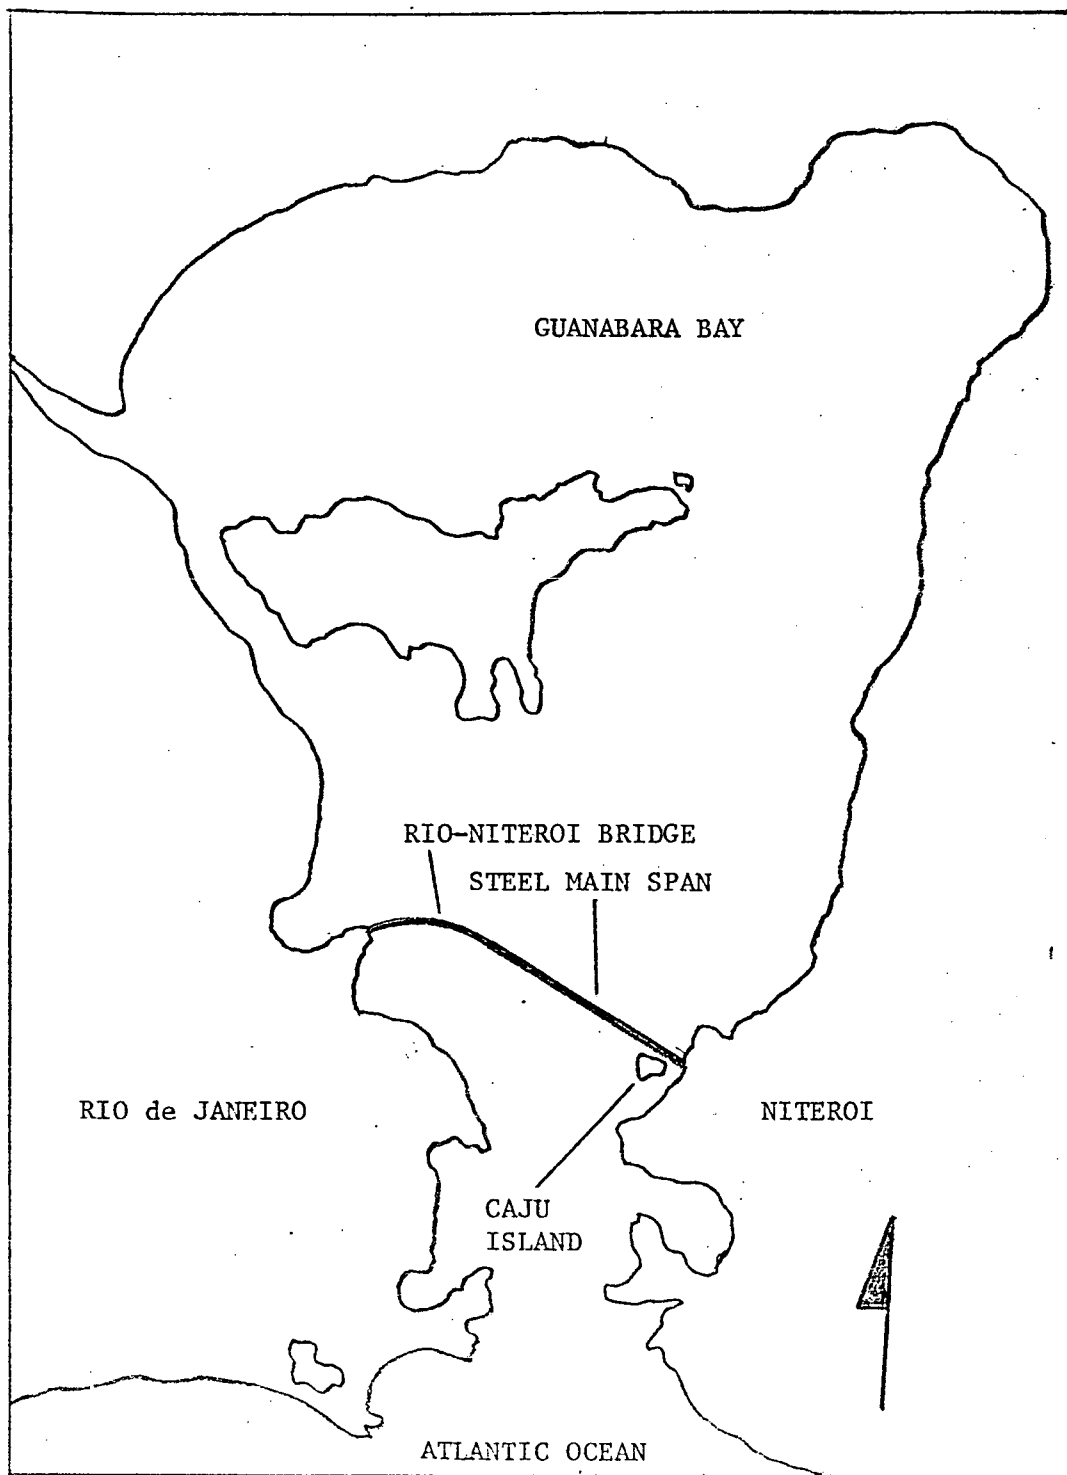 GUANABARA BAY
RIO-NITEROI BRIDGE
STEEL MAIN SPAN
RIO de JANEIRO
NITEROI
CAJU
ISLAND
ATLANTIC OCEAN